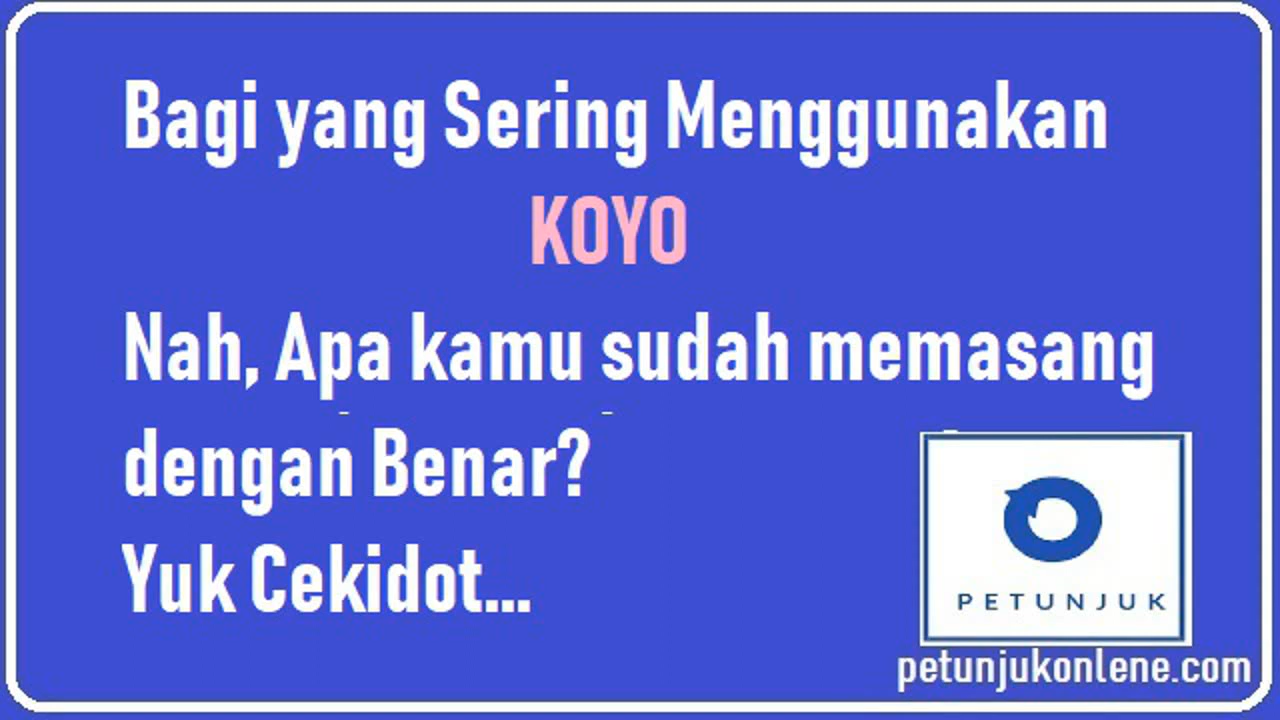 Bagi yang Sering Menggunakan
KOYO
Nah, Apa kamu sudah memasang
dengan Benar?
Yuk Cekidot...
PETUNJUK
petunjukonlene.com